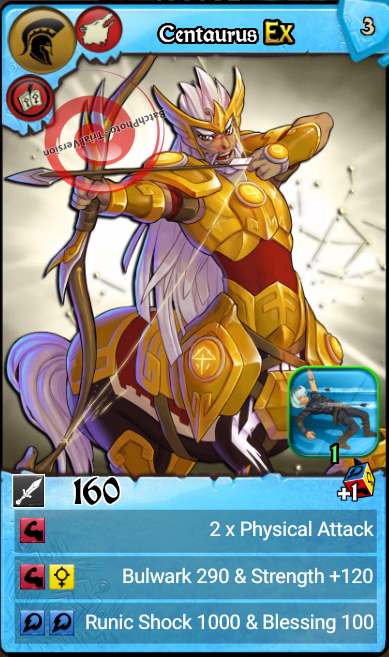 Centaurus EX
3
BatchPhoto-Trial Version
1
160
+1
2 x Physical Attack
Bulwark 290 & Strength +120
Runic Shock 1000 & Blessing 100